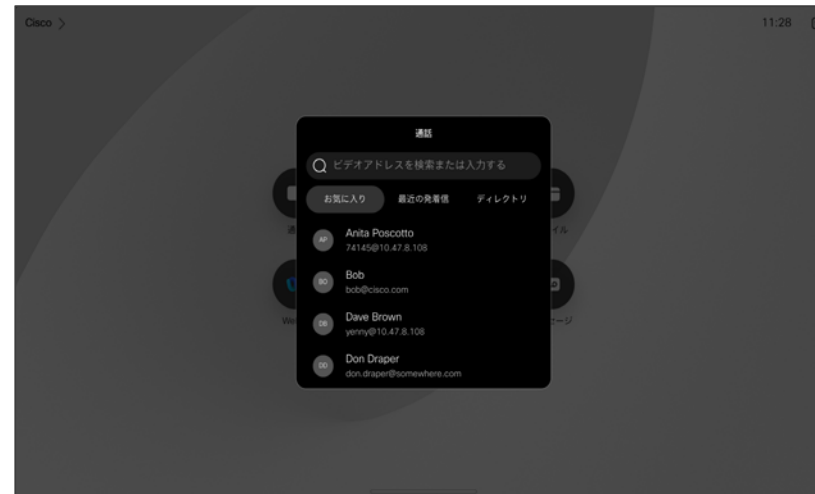 Cisco
11:28
通話
ビデオアドレスを検索または入力する
お気に入り 最近の発着信 ディレクトリ
AP Anita Poscotto
74145@10.47.8.108
BO Bob
bob@cisco.com
DB Dave Brown
yenny@10.47.8.108
DD Don Draper
don.draper@somewhere.com